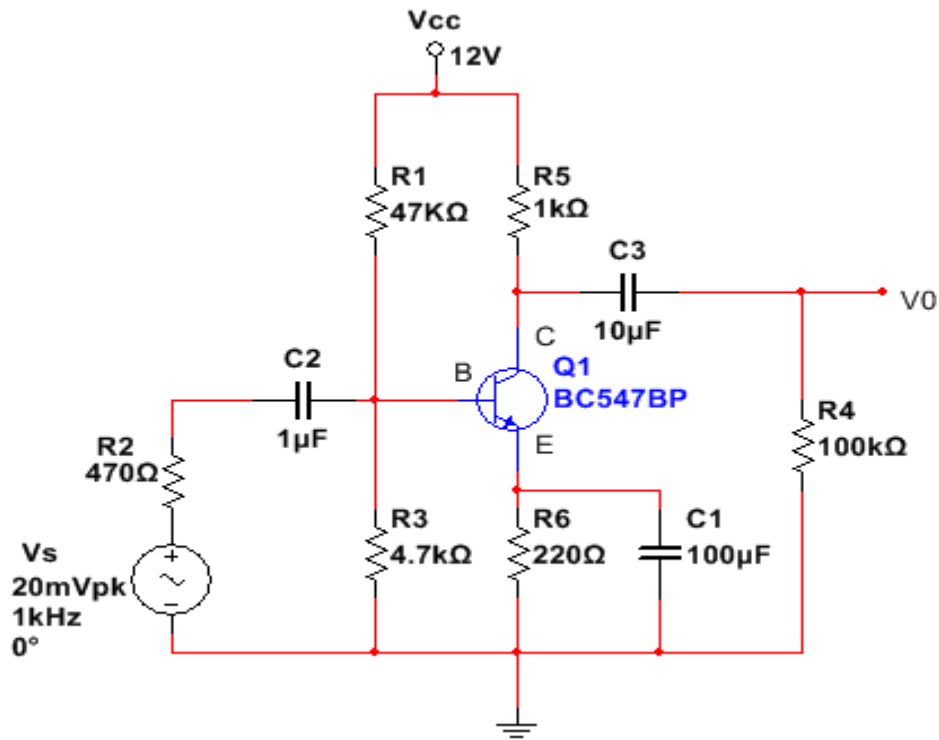 Vcc
12V
R1
47KΩ
R5
1kΩ
C3
10µF
V0
C
B
Q1
BC547BP
E
C2
1µF
R2
470Ω
R4
100kΩ
Vs
20mVpk
1kHz
0°
R3
4.7kΩ
R6
220Ω
C1
100µF